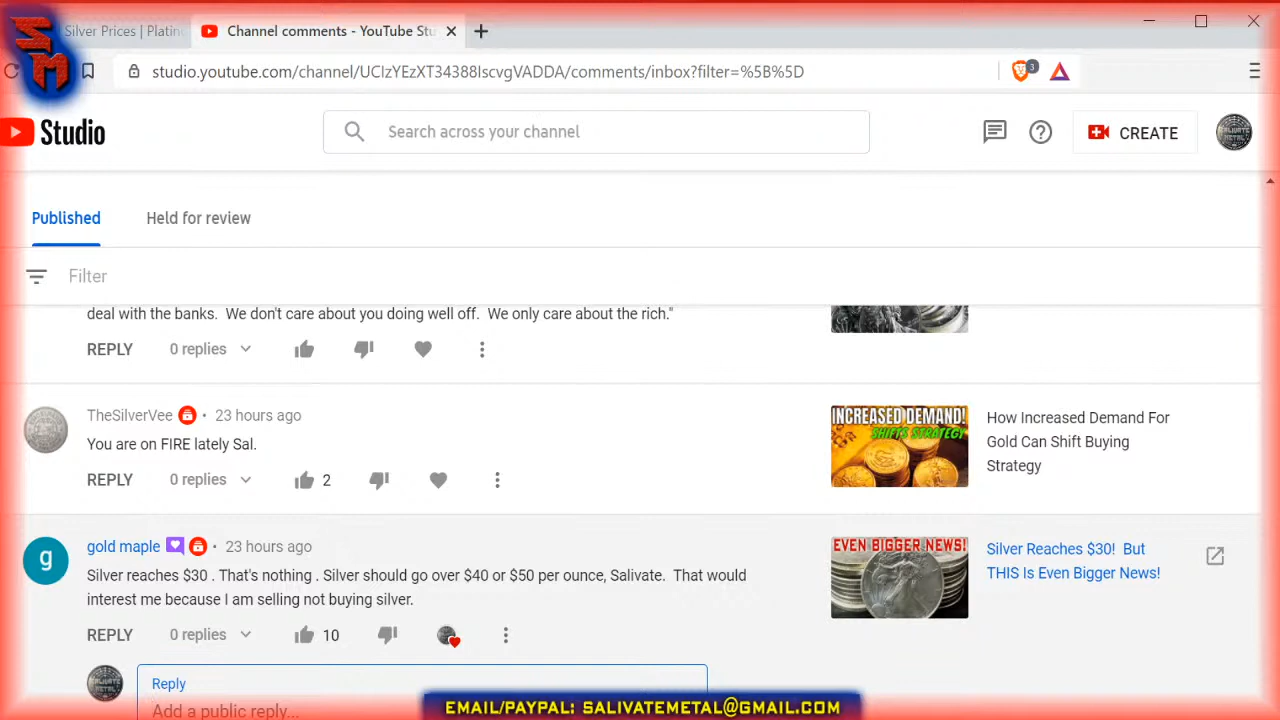 SM
Silver Prices | Platin
Channel comments - YouTube Stu
studio.youtube.com/channel/UCIzYEzXT34388IscvgVADDA/comments/inbox?filter=%5B%5D
3
Studio
Search across your channel
CREATE
Published
Held for review
Filter
deal with the banks. We don't care about you doing well off. We only care about the rich."
REPLY 0 replies
TheSilverVee • 23 hours ago
You are on FIRE lately Sal.
REPLY 0 replies 2
INCREASED DEMAND!
SHIFTS STRATEGY
How Increased Demand For
Gold Can Shift Buying
Strategy
g
gold maple • 23 hours ago
Silver reaches $30 . That's nothing . Silver should go over $40 or $50 per ounce, Salivate. That would
interest me because I am selling not buying silver.
REPLY 0 replies 10
EVEN BIGGER NEWS!
Silver Reaches $30! But
THIS Is Even Bigger News!
Reply
Add a public reply...
EMAIL/PAYPAL: SALIVATEMETAL@GMAIL.COM